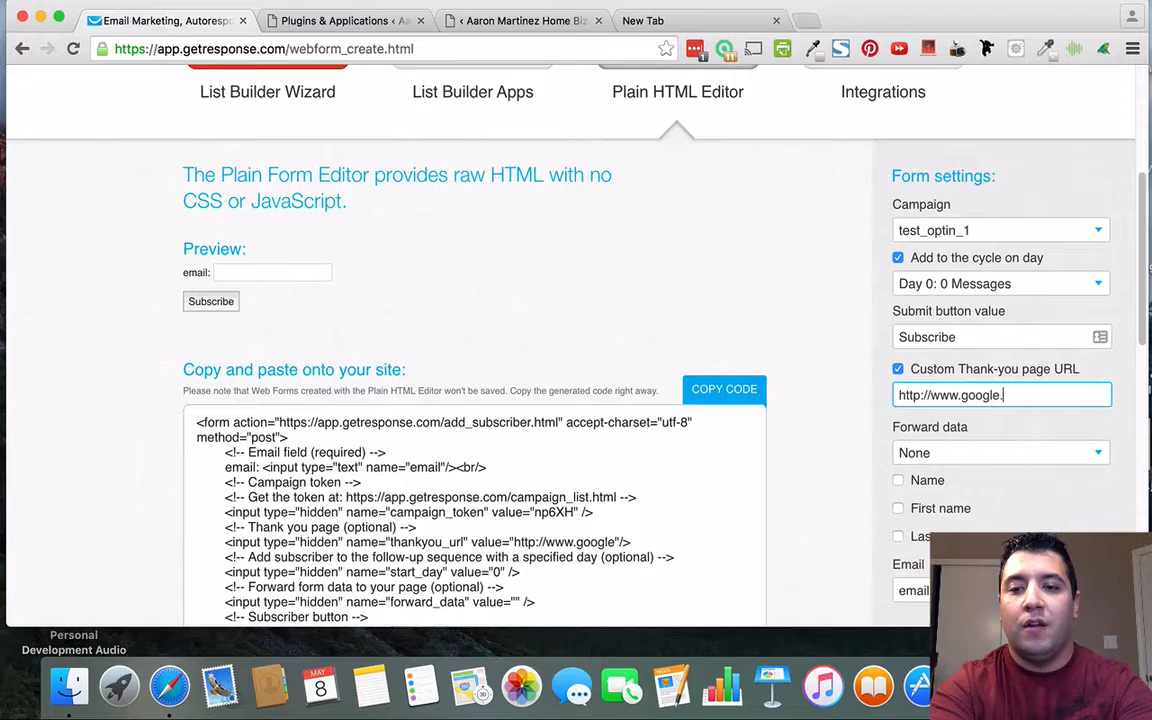 Email Marketing, Autorespo
Plugins & Applications ‹ Aa
‹ Aaron Martinez Home Biz
New Tab
https://app.getresponse.com/webform_create.html
List Builder Wizard
List Builder Apps
Plain HTML Editor
Integrations
The Plain Form Editor provides raw HTML with no
CSS or JavaScript.
Preview:
email:
Subscribe
Copy and paste onto your site:
Please note that Web Forms created with the Plain HTML Editor won't be saved. Copy the generated code right away.
COPY CODE
<form action="https://app.getresponse.com/add_subscriber.html" accept-charset="utf-8"
method="post">
<!-- Email field (required) -->
email: <input type="text" name="email"/><br/>
<!-- Campaign token -->
<!-- Get the token at: https://app.getresponse.com/campaign_list.html -->
<input type="hidden" name="campaign_token" value="np6XH" />
<!-- Thank you page (optional) -->
<input type="hidden" name="thankyou_url" value="http://www.google"/>
<!-- Add subscriber to the follow-up sequence with a specified day (optional) -->
<input type="hidden" name="start_day" value="0" />
<!-- Forward form data to your page (optional) -->
<input type="hidden" name="forward_data" value="" />
<!-- Subscriber button -->
Form settings:
Campaign
test_optin_1
Add to the cycle on day
Day 0: 0 Messages
Submit button value
Subscribe
Custom Thank-you page URL
http://www.google.
Forward data
None
Name
First name
Las
Email
email
Personal
Development Audio
MAY
8